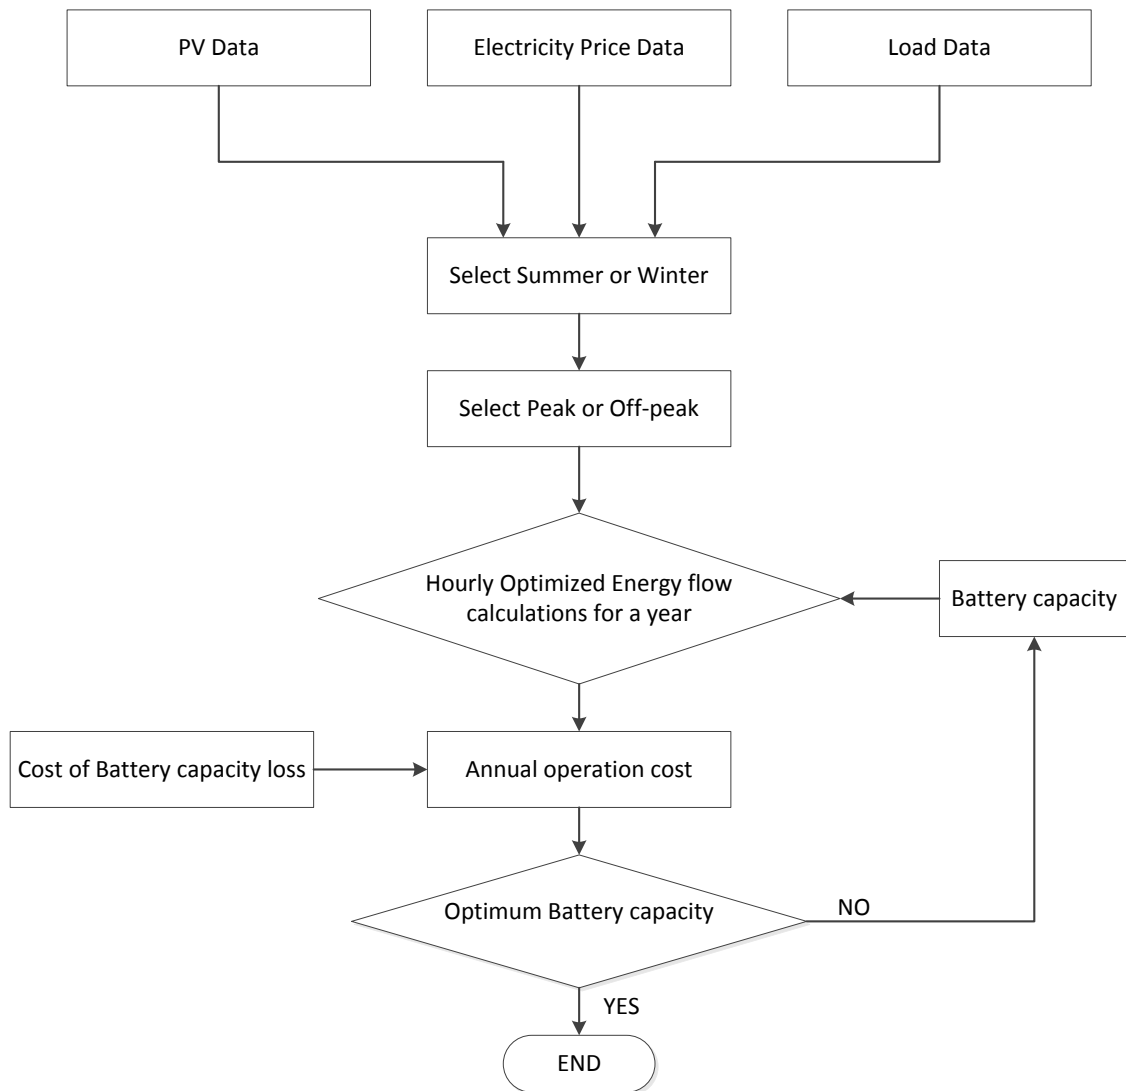 PV Data
Electricity Price Data
Load Data
Select Summer or Winter
Select Peak or Off-peak
Hourly Optimized Energy flow
calculations for a year
Battery capacity
Cost of Battery capacity loss
Annual operation cost
Optimum Battery capacity
NO
YES
END